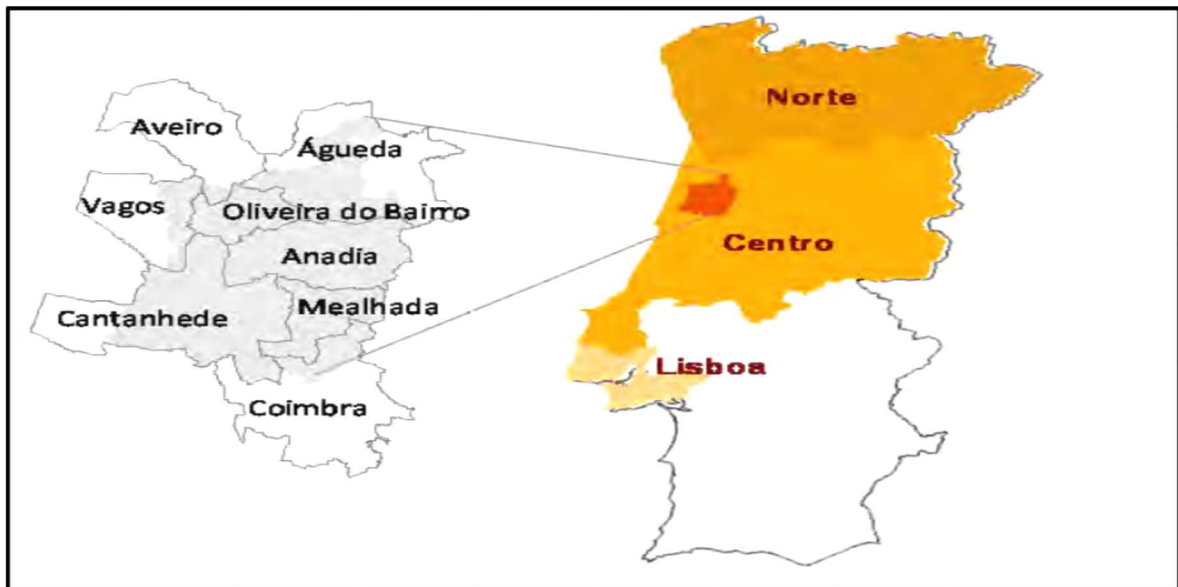 Aveiro
Águeda
Vagos
Oliveira do Bairro
Anadia
Mealhada
Cantanhede
Coimbra
Norte
Centro
Lisboa